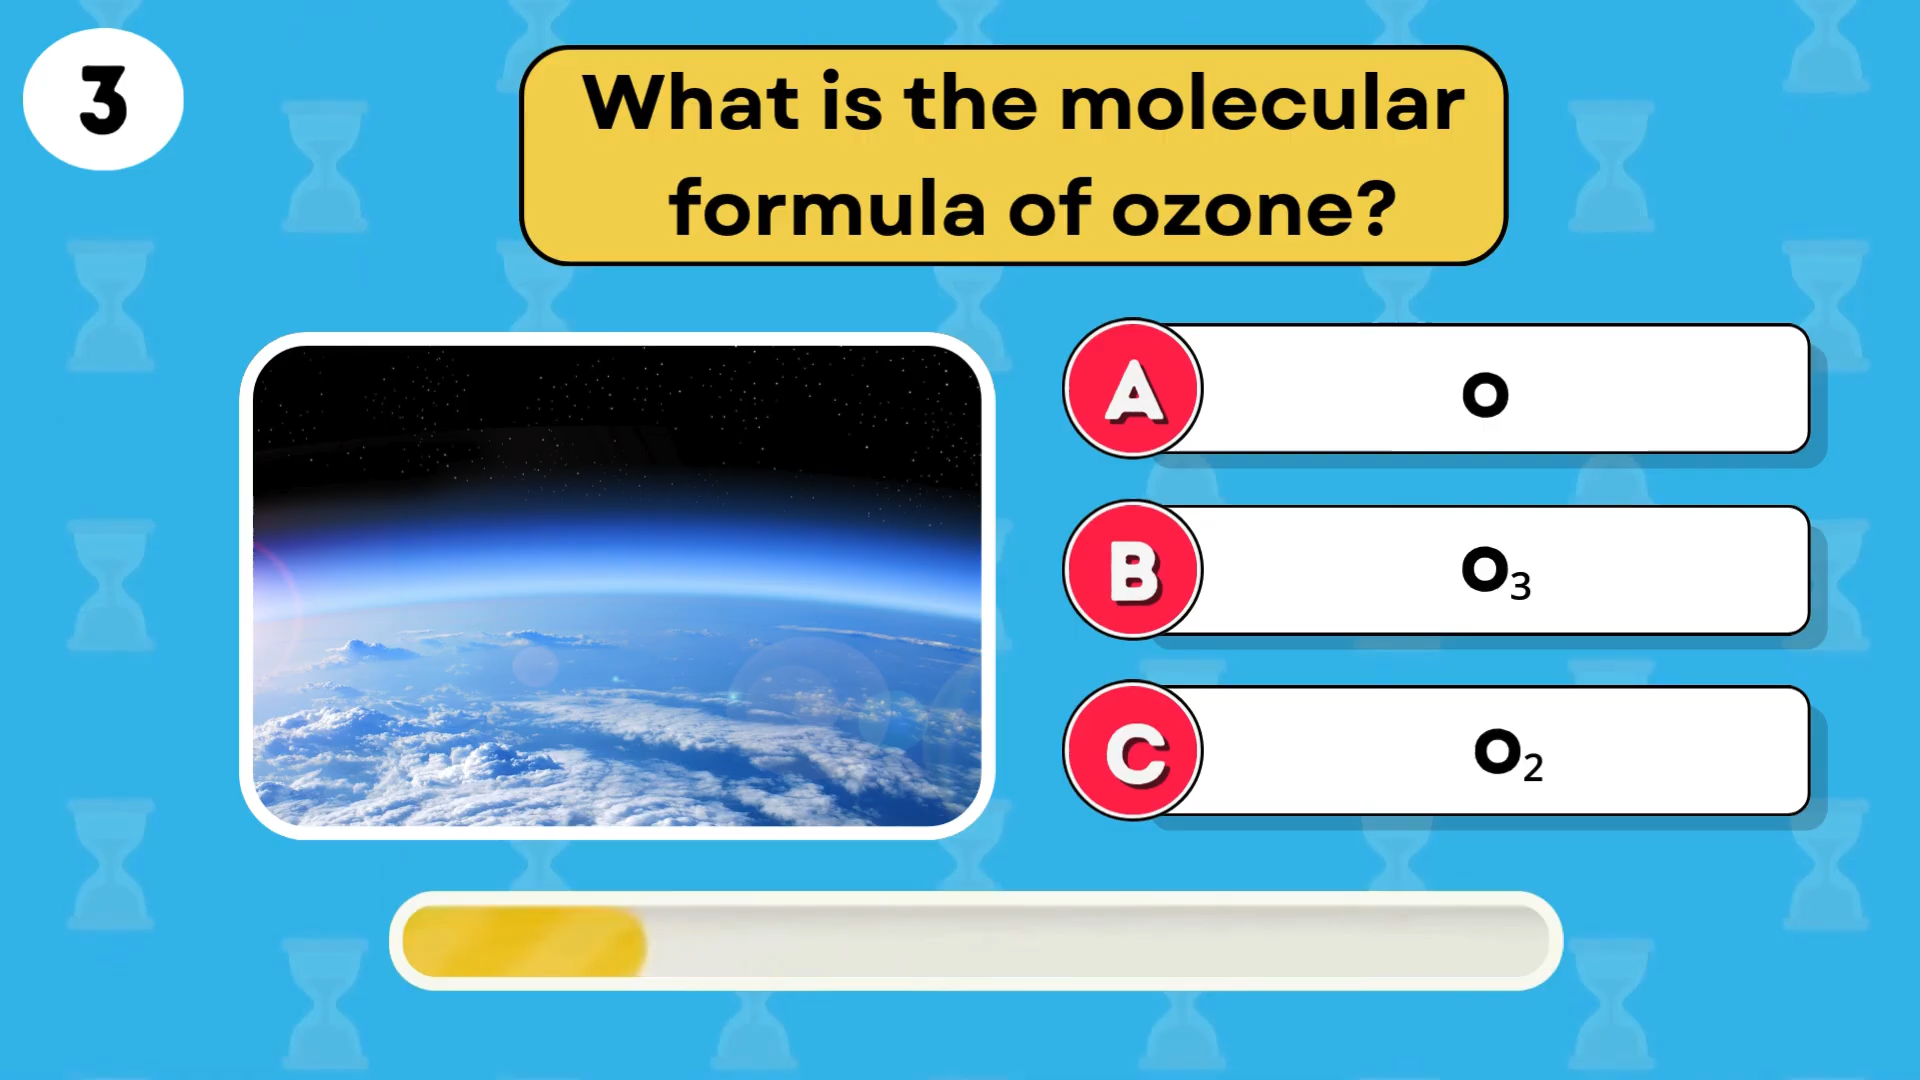 3
What is the molecular
formula of ozone?
A O
B O₃
C O₂